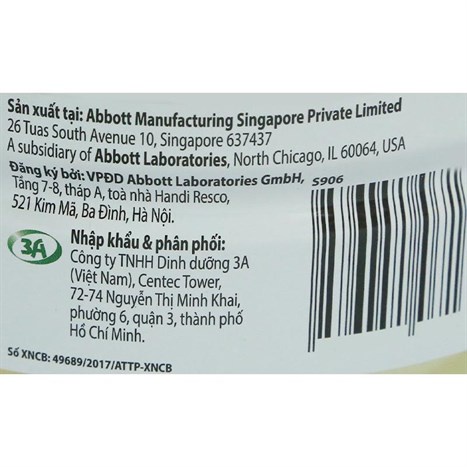 Sản xuất tại: Abbott Manufacturing Singapore Private Limited
26 Tuas South Avenue 10, Singapore 637437
A subsidiary of Abbott Laboratories, North Chicago, IL 60064, USA
Đăng ký bởi: VPĐD Abbott Laboratories GmbH,
Tầng 7-8, tháp A, toà nhà Handi Resco,
521 Kim Mã, Ba Đình, Hà Nội.
S906
3A
Nhập khẩu & phân phối:
Công ty TNHH Dinh dưỡng 3A
(Việt Nam), Centec Tower,
72-74 Nguyễn Thị Minh Khai,
phường 6, quận 3, thành phố
Hồ Chí Minh.
Số XNCB: 49689/2017/ATTP-XNCB